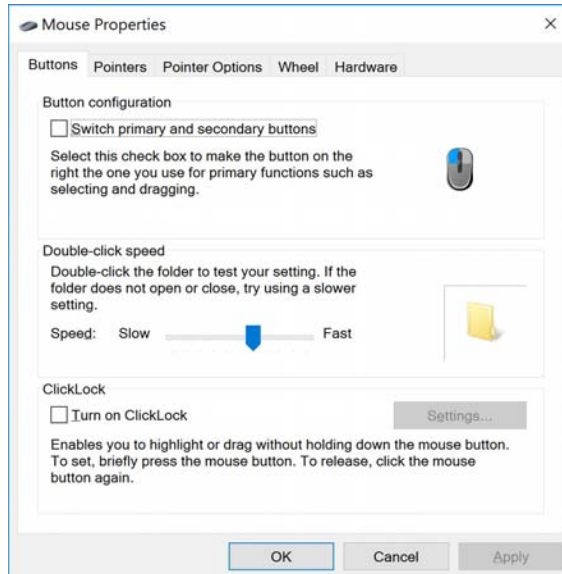 Mouse Properties
Buttons Pointers Pointer Options Wheel Hardware
Button configuration
Switch primary and secondary buttons
Select this check box to make the button on the
right the one you use for primary functions such as
selecting and dragging.
Double-click speed
Double-click the folder to test your setting. If the
folder does not open or close, try using a slower
setting.
Speed: Slow Fast
ClickLock
Turn on ClickLock Settings...
Enables you to highlight or drag without holding down the mouse button.
To set, briefly press the mouse button. To release, click the mouse
button again.
OK Cancel Apply